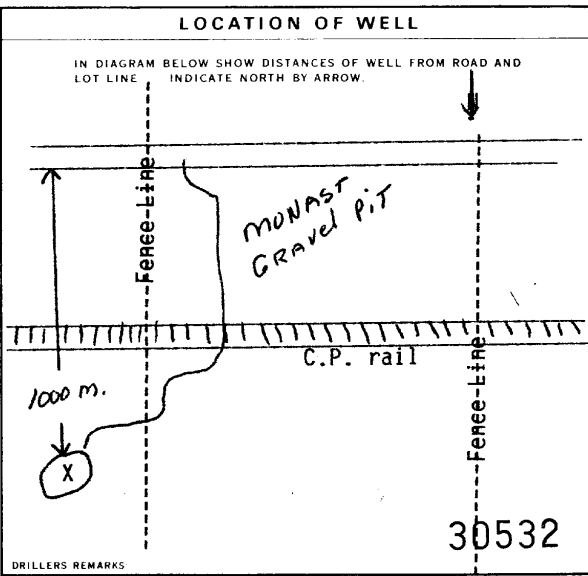 LOCATION OF WELL
IN DIAGRAM BELOW SHOW DISTANCES OF WELL FROM ROAD AND
LOT LINE INDICATE NORTH BY ARROW.
Fence Line
MONAST
GRAVEL PIT
C.P. rail
Fence Line
1000 m.
X
30532
DRILLERS REMARKS